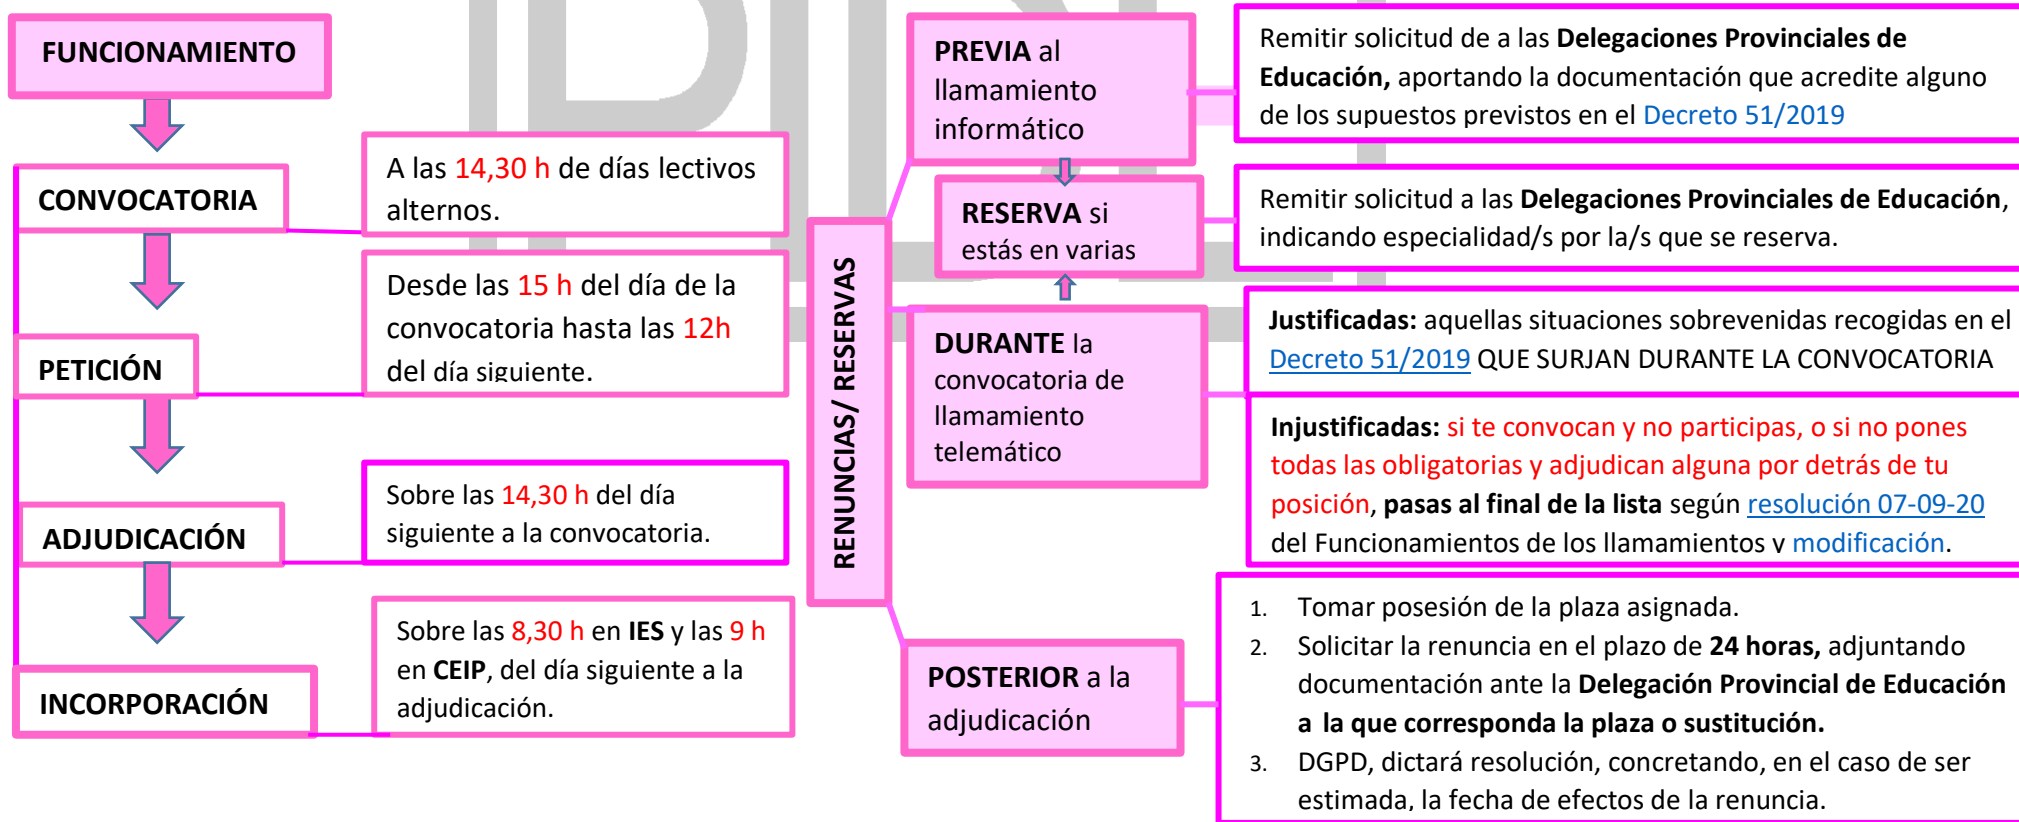 FUNCIONAMIENTO
CONVOCATORIA
A las 14,30 h de días lectivos
alternos.
PETICIÓN
Desde las 15 h del día de la
convocatoria hasta las 12h
del día siguiente.
ADJUDICACIÓN
Sobre las 14,30 h del día
siguiente a la convocatoria.
INCORPORACIÓN
Sobre las 8,30 h en IES y las 9 h
en CEIP, del día siguiente a la
adjudicación.
RENUNCIAS/ RESERVAS
PREVIA al
llamamiento
informático
Remitir solicitud de a las Delegaciones Provinciales de
Educación, aportando la documentación que acredite alguno
de los supuestos previstos en el Decreto 51/2019
RESERVA si
estás en varias
Remitir solicitud a las Delegaciones Provinciales de Educación,
indicando especialidad/s por la/s que se reserva.
DURANTE la
convocatoria de
llamamiento
telemático
Justificadas: aquellas situaciones sobrevenidas recogidas en el
Decreto 51/2019 QUE SURJAN DURANTE LA CONVOCATORIA
Injustificadas: si te convocan y no participas, o si no pones
todas las obligatorias y adjudican alguna por detrás de tu
posición, pasas al final de la lista según resolución 07-09-20
del Funcionamientos de los llamamientos y modificación.
POSTERIOR a la
adjudicación
1. Tomar posesión de la plaza asignada.
2. Solicitar la renuncia en el plazo de 24 horas, adjuntando
documentación ante la Delegación Provincial de Educación
a la que corresponda la plaza o sustitución.
3. DGPD, dictará resolución, concretando, en el caso de ser
estimada, la fecha de efectos de la renuncia.